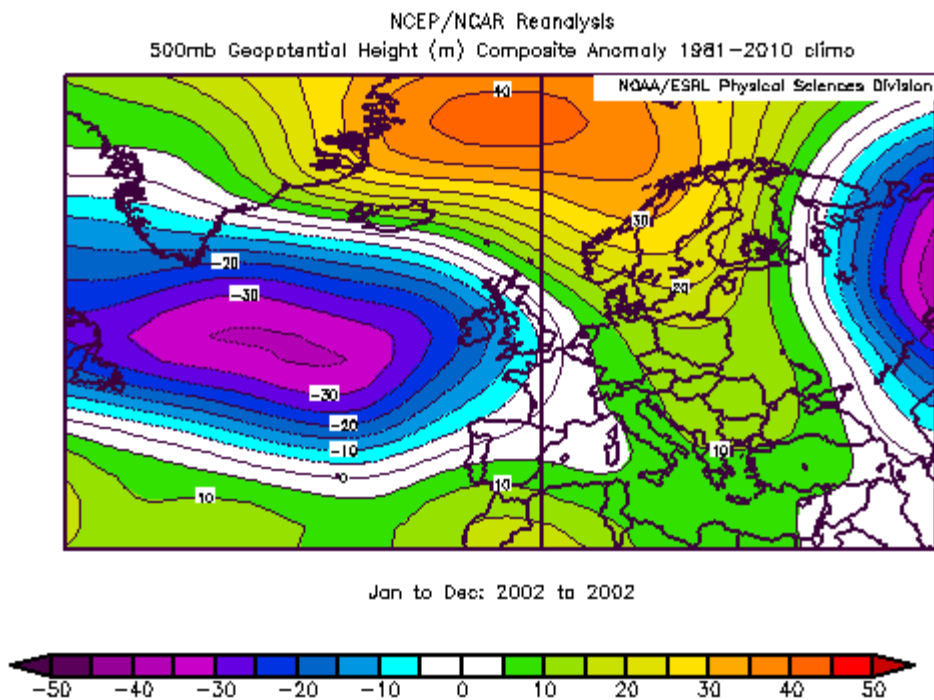 NCEP/NCAR Reanalysis
500mb Geopotential Height (m) Composite Anomaly 1981-2010 climo
NOAA/ESRL Physical Sciences Division
40
30
-20
20
-30
-30
-20
-10
10
0
10
10
Jan to Dec: 2002 to 2002
-50 -40 -30 -20 -10 0 10 20 30 40 50